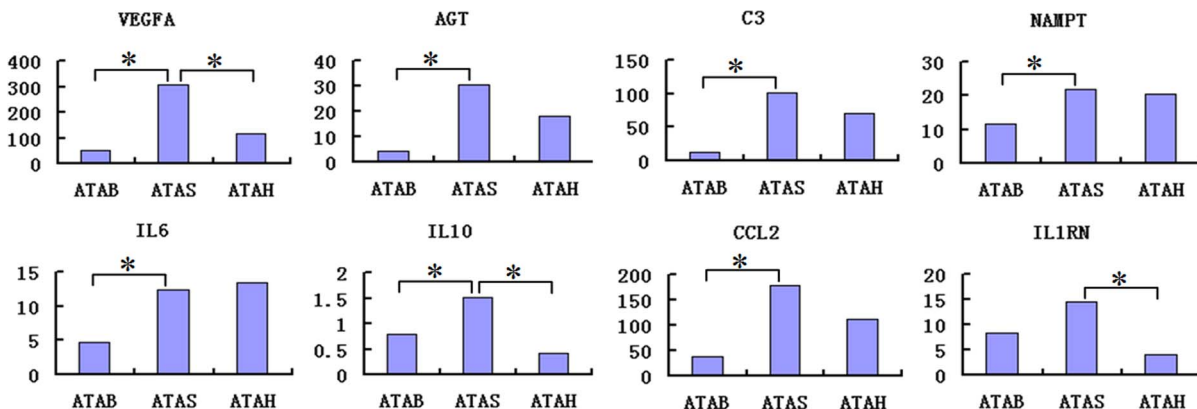 VEGFA
400
300
200
100
0
* *
ATAB ATAS ATAH
AGT
40
30
20
10
0
*
ATAB ATAS ATAH
C3
150
100
50
0
*
ATAB ATAS ATAH
NAMPT
30
20
10
0
*
ATAB ATAS ATAH
IL6
15
10
5
0
*
ATAB ATAS ATAH
IL10
2
1.5
1
0.5
0
* *
ATAB ATAS ATAH
CCL2
200
150
100
50
0
*
ATAB ATAS ATAH
IL1RN
20
15
10
5
0
*
ATAB ATAS ATAH